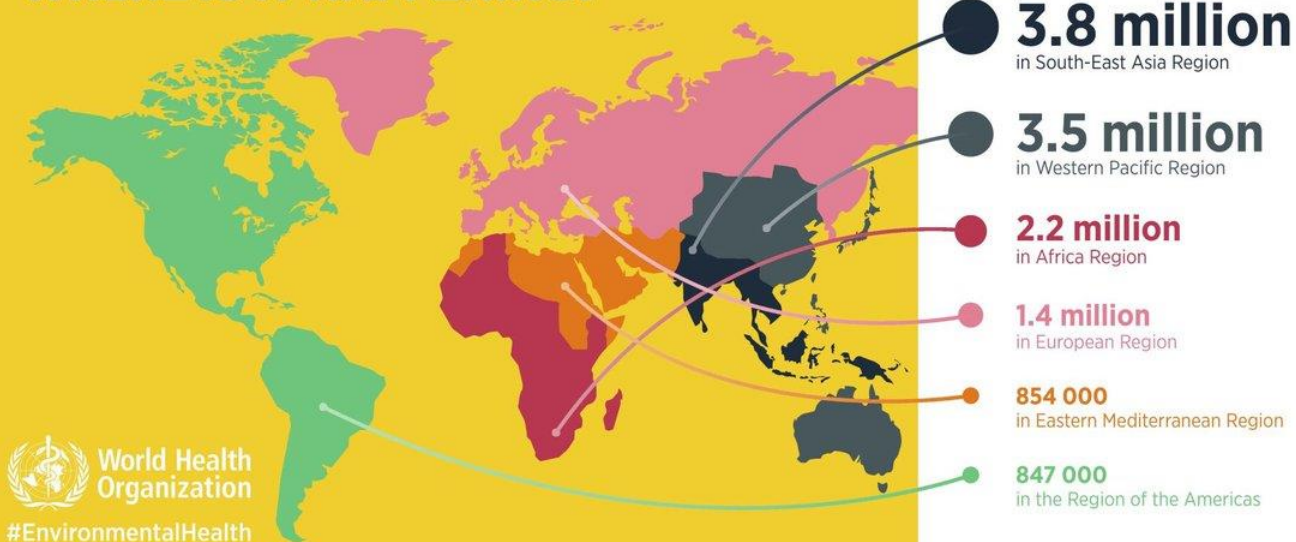 3.8 million
in South-East Asia Region
3.5 million
in Western Pacific Region
2.2 million
in Africa Region
1.4 million
in European Region
854 000
in Eastern Mediterranean Region
847 000
in the Region of the Americas
World Health
Organization
#EnvironmentalHealth